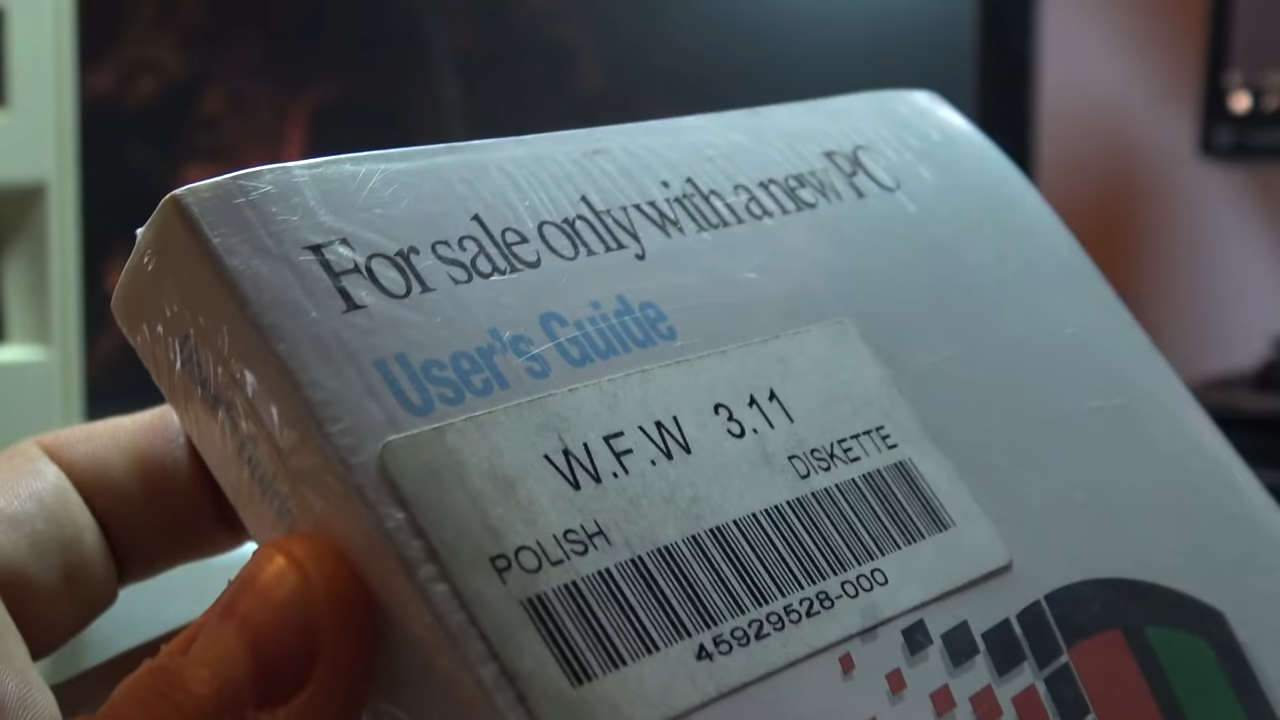 For sale only with a new PC
User's Guide
W.F.W 3.11
DISKETTE
POLISH
45929528-000